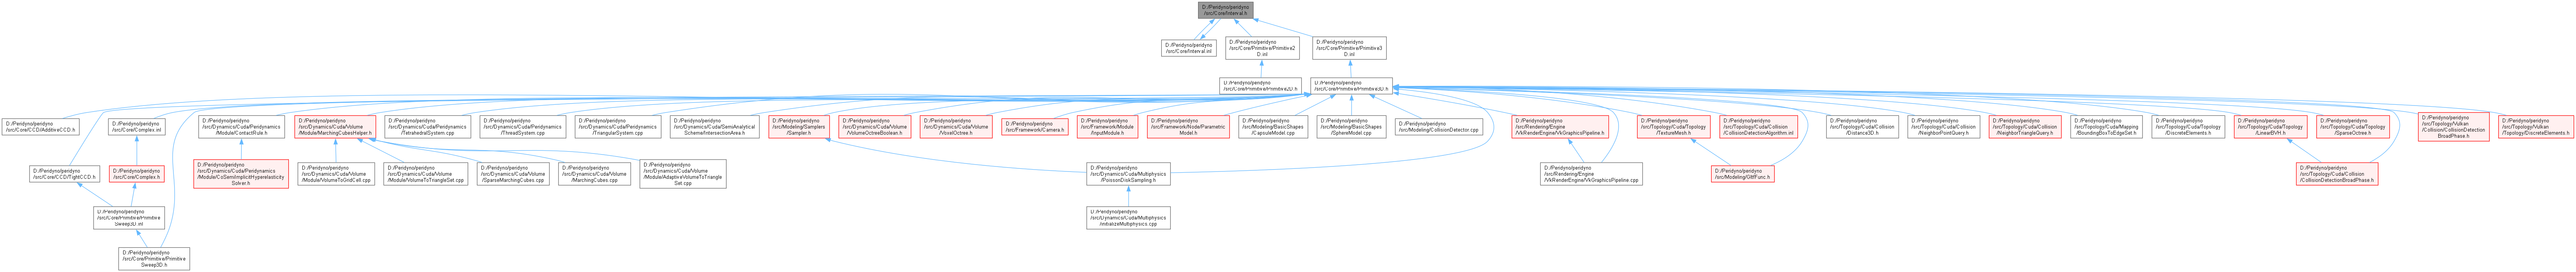 D:/Peridyno/peridyno
/src/Core/Interval.h
D:/Peridyno/peridyno
/src/Core/Interval.inl
D:/Peridyno/peridyno
/src/Core/Primitive/Primitive2
D.inl
D:/Peridyno/peridyno
/src/Core/Primitive/Primitive3
D.inl
D:/Peridyno/peridyno
/src/Core/Primitive/Primitive2D.h
D:/Peridyno/peridyno
/src/Core/Primitive/Primitive3D.h
D:/Peridyno/peridyno
/src/Core/CCD/AdditiveCCD.h
D:/Peridyno/peridyno
/src/Core/Complex.inl
D:/Peridyno/peridyno
/src/Dynamics/Cuda/Peridynamics
/Module/ContactRule.h
D:/Peridyno/peridyno
/src/Dynamics/Cuda/Volume
/Module/MarchingCubesHelper.h
D:/Peridyno/peridyno
/src/Dynamics/Cuda/Peridynamics
/TetrahedralSystem.cpp
D:/Peridyno/peridyno
/src/Dynamics/Cuda/Peridynamics
/ThreadSystem.cpp
D:/Peridyno/peridyno
/src/Dynamics/Cuda/Peridynamics
/TriangularSystem.cpp
D:/Peridyno/peridyno
/src/Dynamics/Cuda/SemiAnalytical
Scheme/IntersectionArea.h
D:/Peridyno/peridyno
/src/Modeling/Samplers
/Sampler.h
D:/Peridyno/peridyno
/src/Dynamics/Cuda/Volume
/VolumeOctreeBoolean.h
D:/Peridyno/peridyno
/src/Dynamics/Cuda/Volume
/VoxelOctree.h
D:/Peridyno/peridyno
/src/Framework/Camera.h
D:/Peridyno/peridyno
/src/Framework/Module
/InputModule.h
D:/Peridyno/peridyno
/src/Framework/Node/Parametric
Model.h
D:/Peridyno/peridyno
/src/Modeling/BasicShapes
/CapsuleModel.cpp
D:/Peridyno/peridyno
/src/Modeling/BasicShapes
/SphereModel.cpp
D:/Peridyno/peridyno
/src/Modeling/CollisionDetector.cpp
D:/Peridyno/peridyno
/src/Rendering/Engine
/VkRenderEngine/VkGraphicsPipeline.h
D:/Peridyno/peridyno
/src/Topology/Cuda/Topology
/TextureMesh.h
D:/Peridyno/peridyno
/src/Topology/Cuda/Collision
/CollisionDetectionAlgorithm.inl
D:/Peridyno/peridyno
/src/Topology/Cuda/Collision
/Distance3D.h
D:/Peridyno/peridyno
/src/Topology/Cuda/Collision
/NeighborPointQuery.h
D:/Peridyno/peridyno
/src/Topology/Cuda/Collision
/NeighborTriangleQuery.h
D:/Peridyno/peridyno
/src/Topology/Cuda/Mapping
/BoundingBoxToEdgeSet.h
D:/Peridyno/peridyno
/src/Topology/Cuda/Topology
/DiscreteElements.h
D:/Peridyno/peridyno
/src/Topology/Cuda/Topology
/LinearBVH.h
D:/Peridyno/peridyno
/src/Topology/Cuda/Topology
/SparseOctree.h
D:/Peridyno/peridyno
/src/Topology/Vulkan
/Collision/CollisionDetection
BroadPhase.h
D:/Peridyno/peridyno
/src/Topology/Vulkan
/Topology/DiscreteElements.h
D:/Peridyno/peridyno
/src/Core/CCD/TightCCD.h
D:/Peridyno/peridyno
/src/Core/Complex.h
D:/Peridyno/peridyno
/src/Dynamics/Cuda/Peridynamics
/Module/CoSemiImplicitHyperelasticity
Solver.h
D:/Peridyno/peridyno
/src/Dynamics/Cuda/Volume
/Module/VolumeToGridCell.cpp
D:/Peridyno/peridyno
/src/Dynamics/Cuda/Volume
/Module/VolumeToTriangleSet.cpp
D:/Peridyno/peridyno
/src/Dynamics/Cuda/Volume
/SparseMarchingCubes.cpp
D:/Peridyno/peridyno
/src/Dynamics/Cuda/Volume
/MarchingCubes.cpp
D:/Peridyno/peridyno
/src/Dynamics/Cuda/Volume
/Module/AdaptiveVolumeToTriangle
Set.cpp
D:/Peridyno/peridyno
/src/Dynamics/Cuda/Multiphysics
/PoissonDiskSampling.h
D:/Peridyno/peridyno
/src/Rendering/Engine
/VkRenderEngine/VkGraphicsPipeline.cpp
D:/Peridyno/peridyno
/src/Modeling/GltfFunc.h
D:/Peridyno/peridyno
/src/Topology/Cuda/Collision
/CollisionDetectionBroadPhase.h
D:/Peridyno/peridyno
/src/Core/Primitive/Primitive
Sweep3D.inl
D:/Peridyno/peridyno
/src/Dynamics/Cuda/Multiphysics
/initializeMultiphysics.cpp
D:/Peridyno/peridyno
/src/Core/Primitive/Primitive
Sweep3D.h